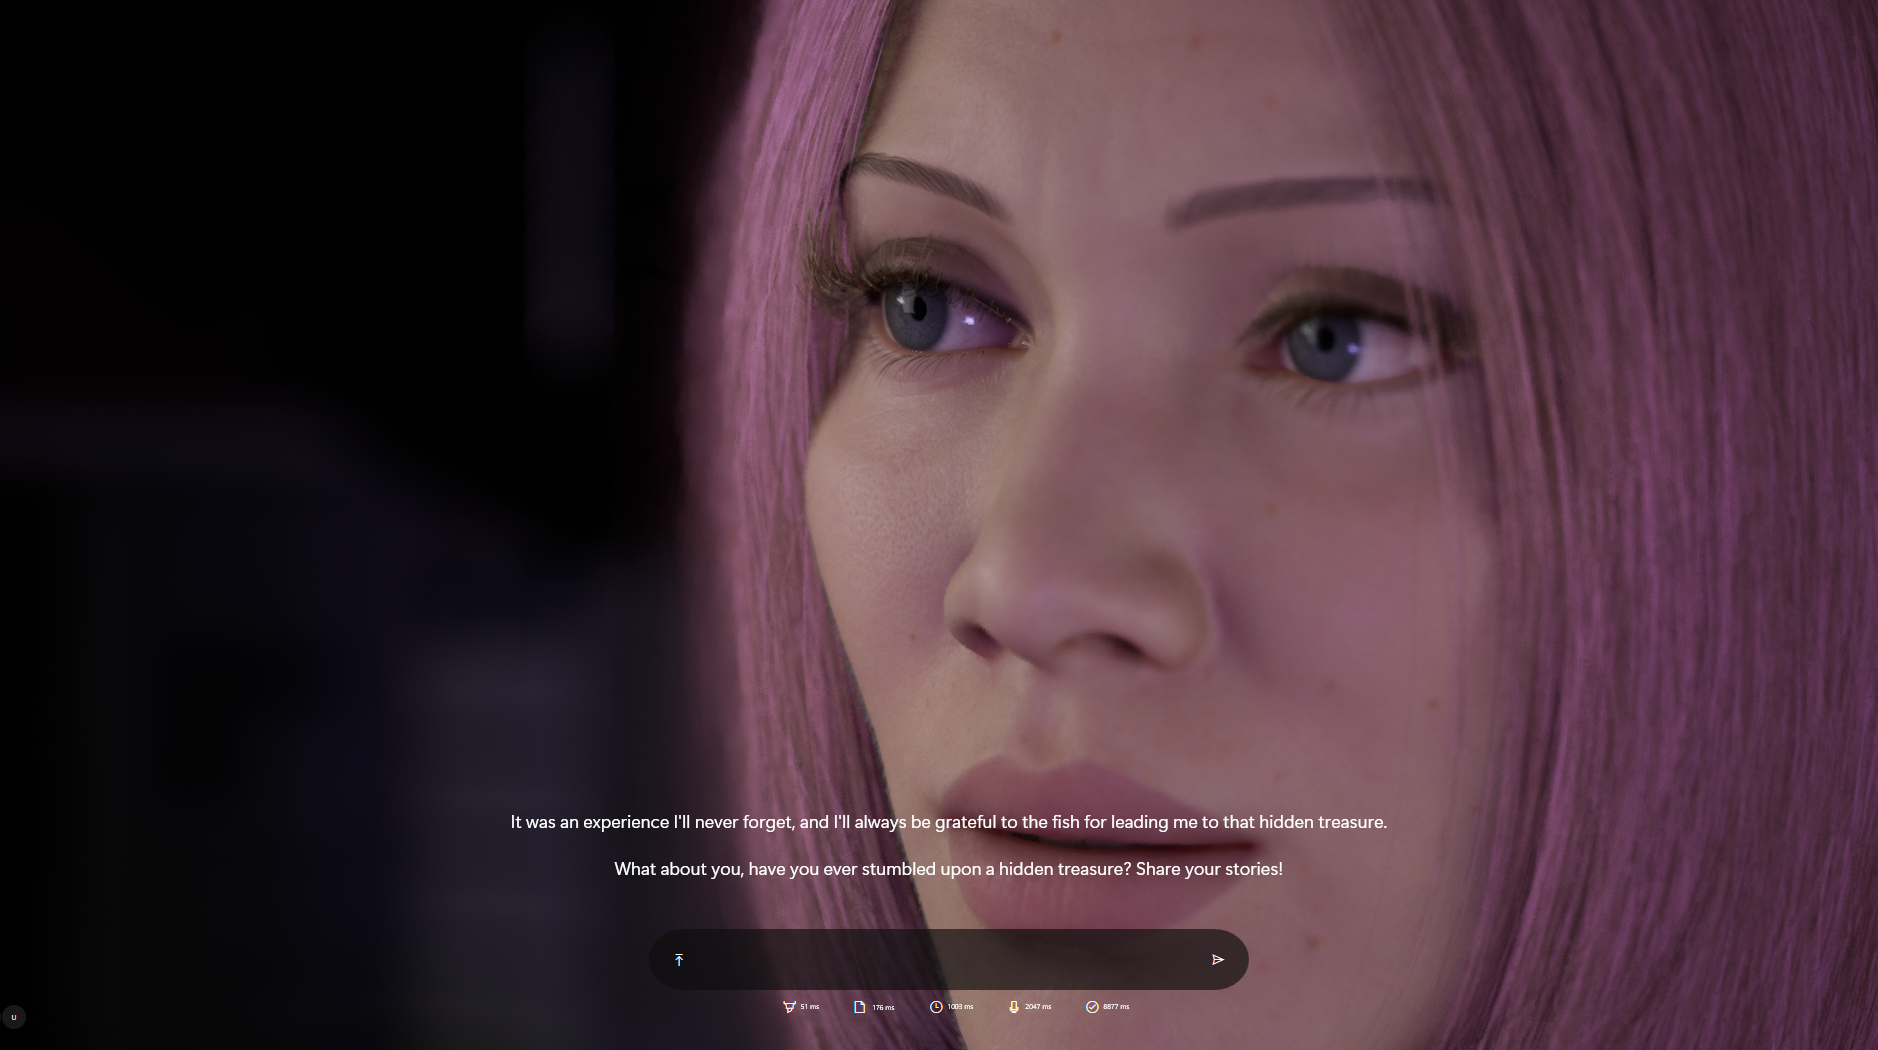 It was an experience I'll never forget, and I'll always be grateful to the fish for leading me to that hidden treasure.
What about you, have you ever stumbled upon a hidden treasure? Share your stories!
51 ms 176 ms 1003 ms 2047 ms 8877 ms
U